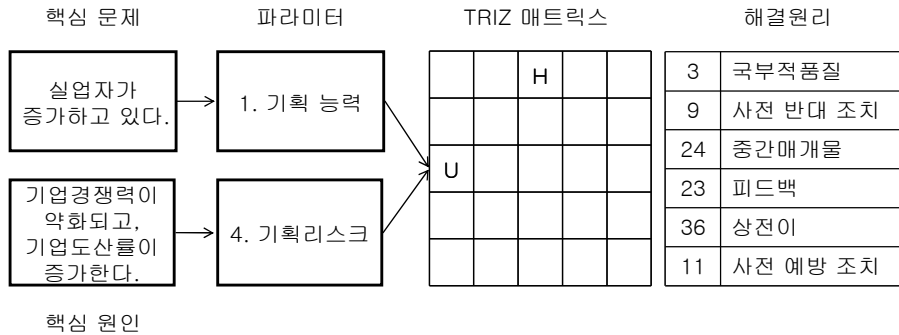 핵심 문제
파라미터
TRIZ 매트릭스
해결원리
실업자가
증가하고 있다.
1. 기획 능력
기업경쟁력이
약화되고,
기업도산률이
증가한다.
4. 기획리스크
H
U
3 국부적품질
9 사전 반대 조치
24 중간매개물
23 피드백
36 상전이
11 사전 예방 조치
핵심 원인